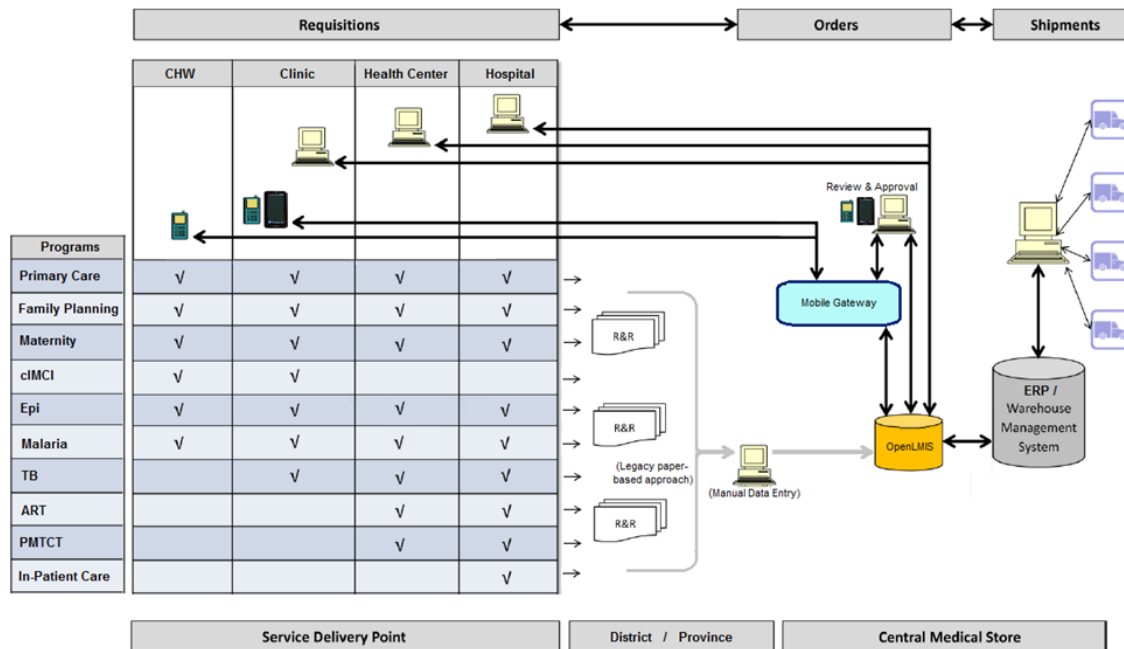 Requisitions
Orders
Shipments
CHW
Clinic
Health Center
Hospital
Review & Approval
Programs
Primary Care √ √ √ √
Family Planning √ √ √ √
Maternity √ √ √ √
cIMCI √ √
Epi √ √ √ √
Malaria √ √ √ √
TB √ √ √
ART √ √
PMTCT √ √
In-Patient Care √
R&R
R&R
R&R
(Legacy paper-
based approach)
(Manual Data Entry)
Mobile Gateway
OpenLMIS
ERP /
Warehouse
Management
System
Service Delivery Point
District / Province
Central Medical Store